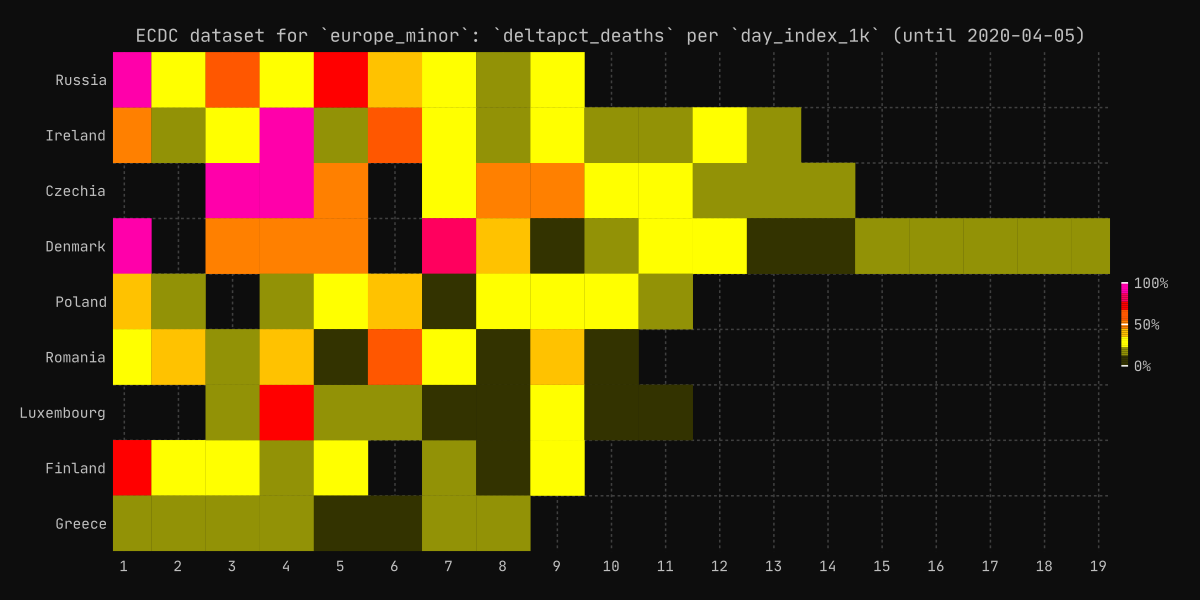 ECDC dataset for `europe_minor`: `deltapct_deaths` per `day_index_1k` (until 2020-04-05)
Russia
Ireland
Czechia
Denmark
Poland
Romania
Luxembourg
Finland
Greece
100%
50%
0%
1 2 3 4 5 6 7 8 9 10 11 12 13 14 15 16 17 18 19